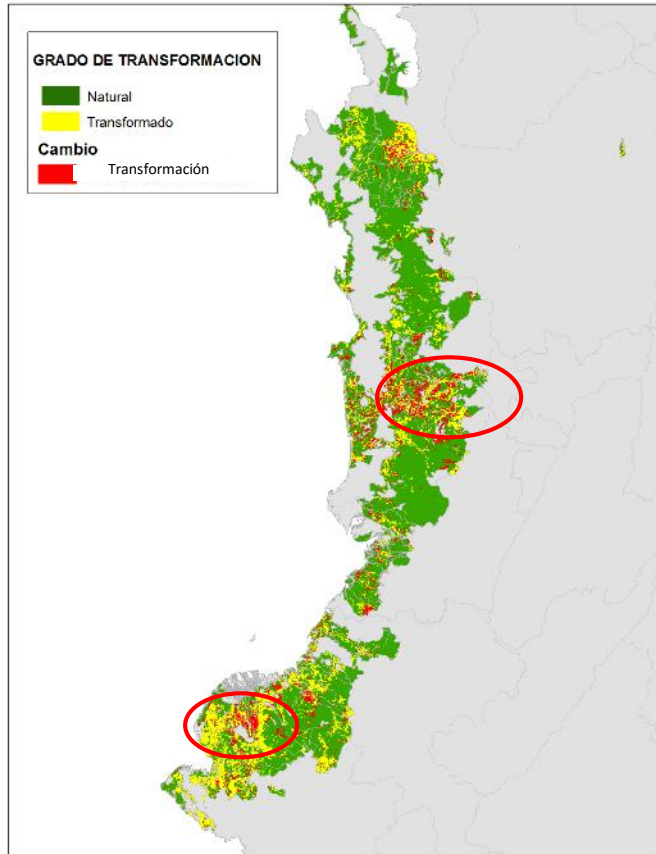 GRADO DE TRANSFORMACION
Natural
Transformado
Cambio
Transformación